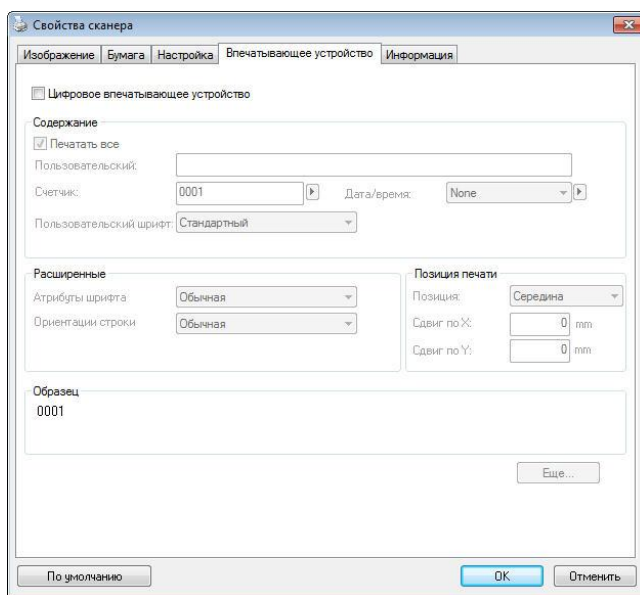 Свойства сканера
Изображение Бумага Настройка Впечатывающее устройство Информация
Цифровое впечатывающее устройство
Содержание
Печатать все
Пользовательский:
Счетчик: 0001 Дата/время: None
Пользовательский шрифт: Стандартный
Расширенные Позиция печати
Атрибуты шрифта Обычная Позиция: Середина
Ориентации строки Обычная Сдвиг по X: 0 mm
Сдвиг по Y: 0 mm
Образец
0001
Еще...
По умолчанию OK Отменить